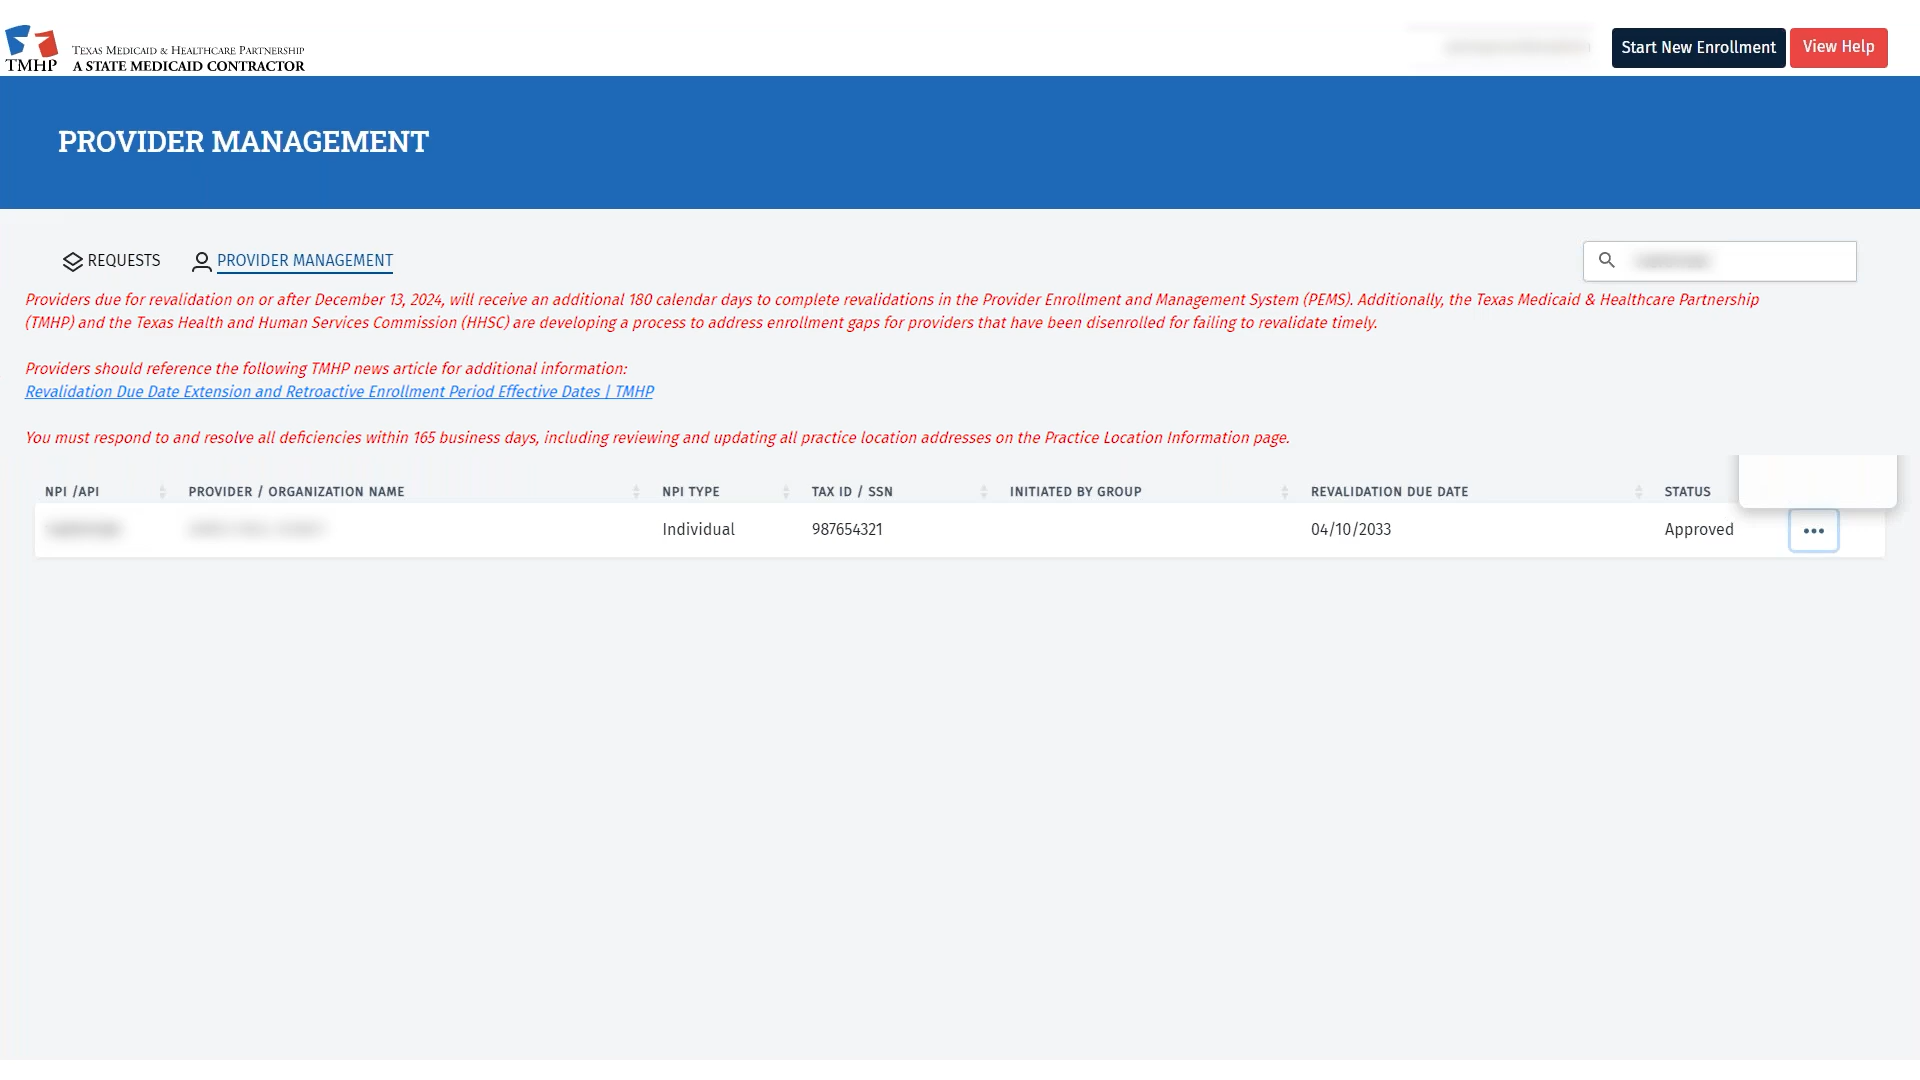 TMHP
TEXAS MEDICAID & HEALTHCARE PARTNERSHIP
A STATE MEDICAID CONTRACTOR
Start New Enrollment
View Help
PROVIDER MANAGEMENT
REQUESTS
PROVIDER MANAGEMENT
Providers due for revalidation on or after December 13, 2024, will receive an additional 180 calendar days to complete revalidations in the Provider Enrollment and Management System (PEMS). Additionally, the Texas Medicaid & Healthcare Partnership
(TMHP) and the Texas Health and Human Services Commission (HHSC) are developing a process to address enrollment gaps for providers that have been disenrolled for failing to revalidate timely.
Providers should reference the following TMHP news article for additional information:
Revalidation Due Date Extension and Retroactive Enrollment Period Effective Dates | TMHP
You must respond to and resolve all deficiencies within 165 business days, including reviewing and updating all practice location addresses on the Practice Location Information page.
NPI /API PROVIDER / ORGANIZATION NAME NPI TYPE TAX ID / SSN INITIATED BY GROUP REVALIDATION DUE DATE STATUS
Individual 987654321 04/10/2033 Approved